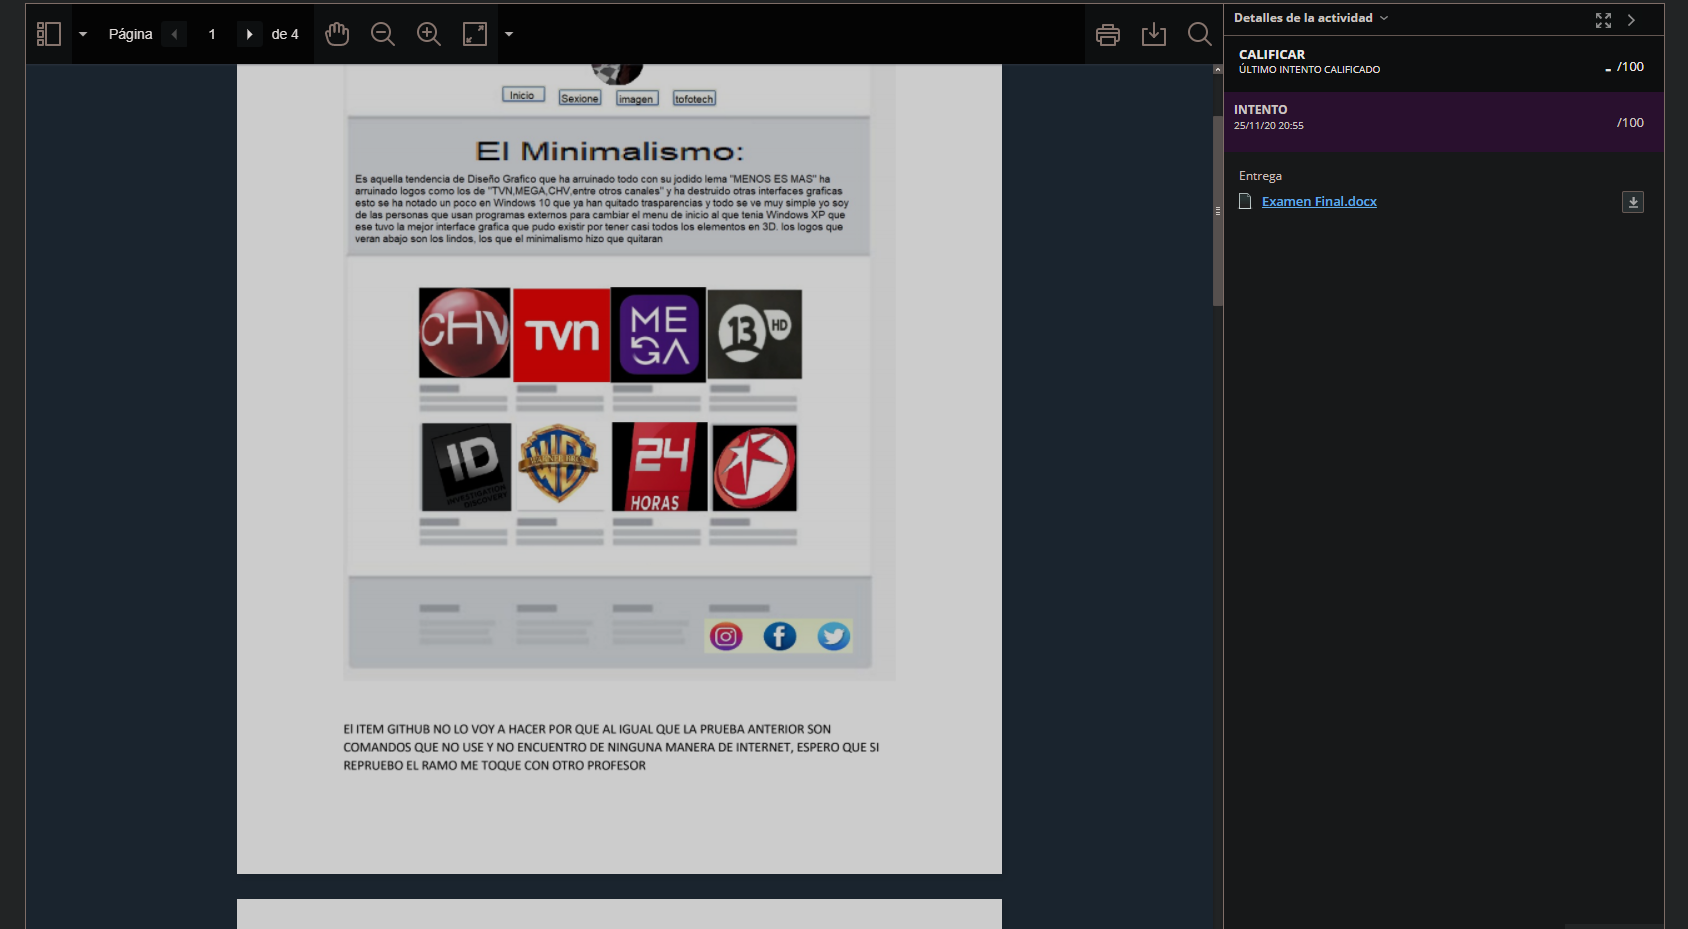 Página 1 de 4
Detalles de la actividad
CALIFICAR
ÚLTIMO INTENTO CALIFICADO
- /100
INTENTO
25/11/20 20:55
/100
Entrega
Examen Final.docx
Inicio Sexione imagen tofotech
El Minimalismo:
Es aquella tendencia de Diseño Grafico que ha arruinado todo con su jodido lema "MENOS ES MAS" ha
arruinado logos como los de "TVN,MEGA,CHV,entre otros canales" y ha destruido otras interfaces graficas
esto se ha notado un poco en Windows 10 que ya han quitado trasparencias y todo se ve muy simple yo soy
de las personas que usan programas externos para cambiar el menu de inicio al que tenia Windows XP que
ese tuvo la mejor interface grafica que pudo existir por tener casi todos los elementos en 3D. los logos que
veran abajo son los lindos, los que el minimalismo hizo que quitaran
CHV
TVN
ME
GA
13 HD
ID
INVESTIGATION
DISCOVERY
WB
24
HORAS
El ITEM GITHUB NO LO VOY A HACER POR QUE AL IGUAL QUE LA PRUEBA ANTERIOR SON
COMANDOS QUE NO USE Y NO ENCUENTRO DE NINGUNA MANERA DE INTERNET, ESPERO QUE SI
REPRUEBO EL RAMO ME TOQUE CON OTRO PROFESOR